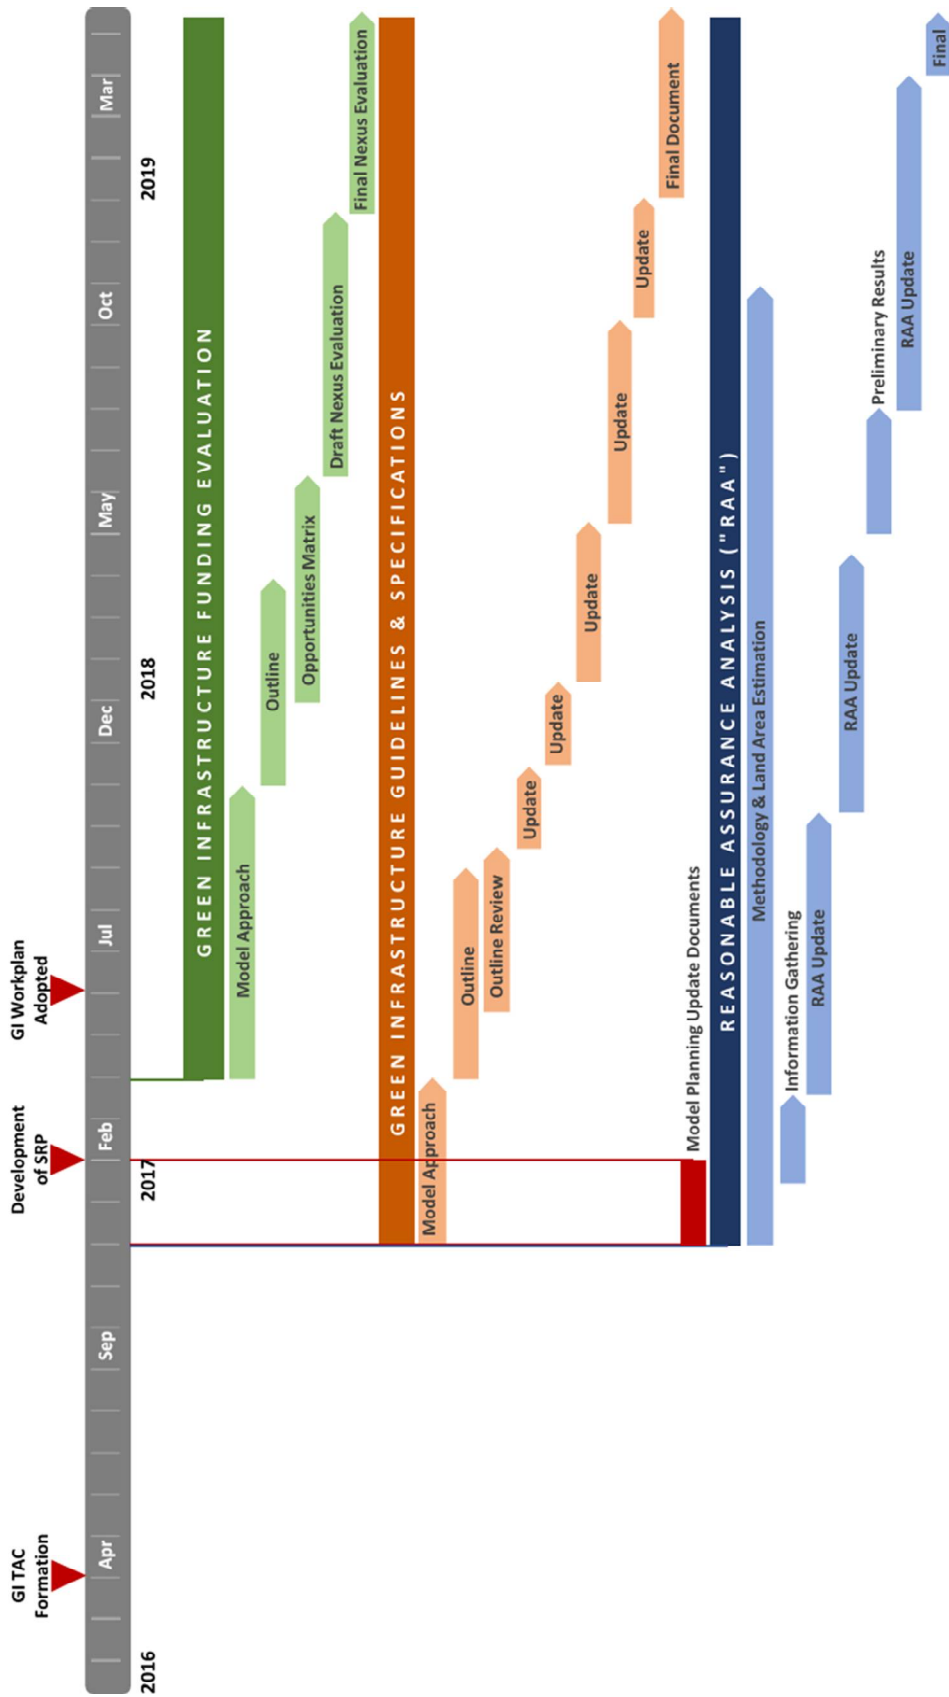 GI TAC
Formation
Development
of SRP
GI Workplan
Adopted
Apr
Sep
Feb
Jul
Dec
May
Oct
Mar
2016
2017
2018
2019
GREEN INFRASTRUCTURE FUNDING EVALUATION
Model Approach
Outline
Opportunities Matrix
Draft Nexus Evaluation
Final Nexus Evaluation
GREEN INFRASTRUCTURE GUIDELINES & SPECIFICATIONS
Model Approach
Outline
Outline Review
Update
Update
Update
Update
Update
Final Document
Model Planning Update Documents
REASONABLE ASSURANCE ANALYSIS ("RAA")
Methodology & Land Area Estimation
Information Gathering
RAA Update
RAA Update
Preliminary Results
RAA Update
Final